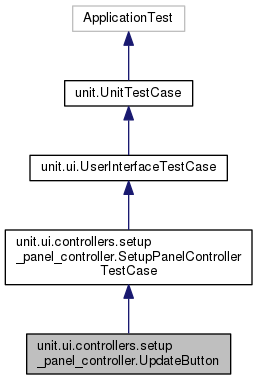 ApplicationTest
unit.UnitTestCase
unit.ui.UserInterfaceTestCase
unit.ui.controllers.setup
_panel_controller.SetupPanelController
TestCase
unit.ui.controllers.setup
_panel_controller.UpdateButton